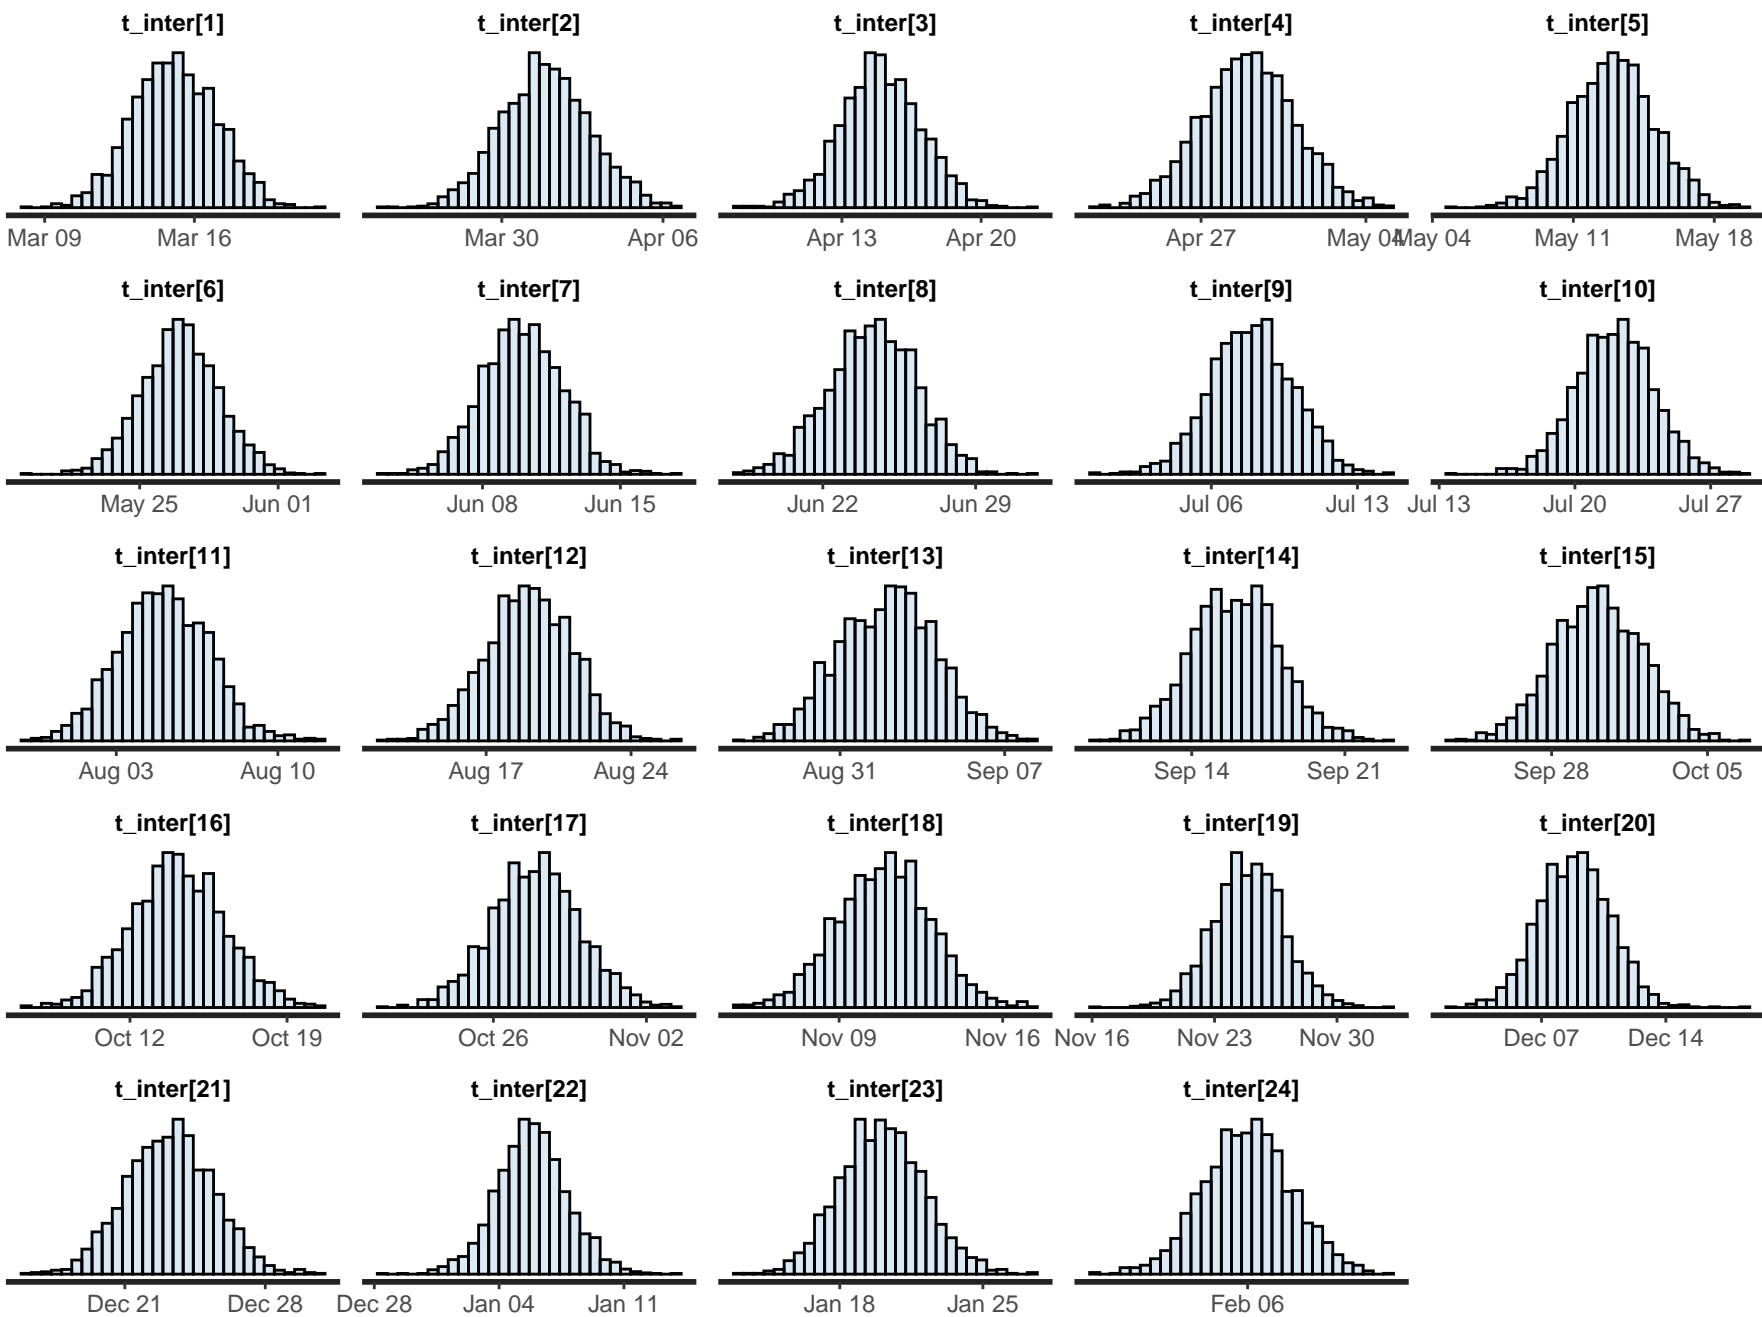 t_inter[1] t_inter[2] t_inter[3] t_inter[4] t_inter[5]
Mar 09 Mar 16 Mar 30 Apr 06 Apr 13 Apr 20 Apr 27 May 04 May 04 May 11 May 18
t_inter[6] t_inter[7] t_inter[8] t_inter[9] t_inter[10]
May 25 Jun 01 Jun 08 Jun 15 Jun 22 Jun 29 Jul 06 Jul 13 Jul 13 Jul 20 Jul 27
t_inter[11] t_inter[12] t_inter[13] t_inter[14] t_inter[15]
Aug 03 Aug 10 Aug 17 Aug 24 Aug 31 Sep 07 Sep 14 Sep 21 Sep 28 Oct 05
t_inter[16] t_inter[17] t_inter[18] t_inter[19] t_inter[20]
Oct 12 Oct 19 Oct 26 Nov 02 Nov 09 Nov 16 Nov 16 Nov 23 Nov 30 Dec 07 Dec 14
t_inter[21] t_inter[22] t_inter[23] t_inter[24]
Dec 21 Dec 28 Dec 28 Jan 04 Jan 11 Jan 18 Jan 25 Feb 06